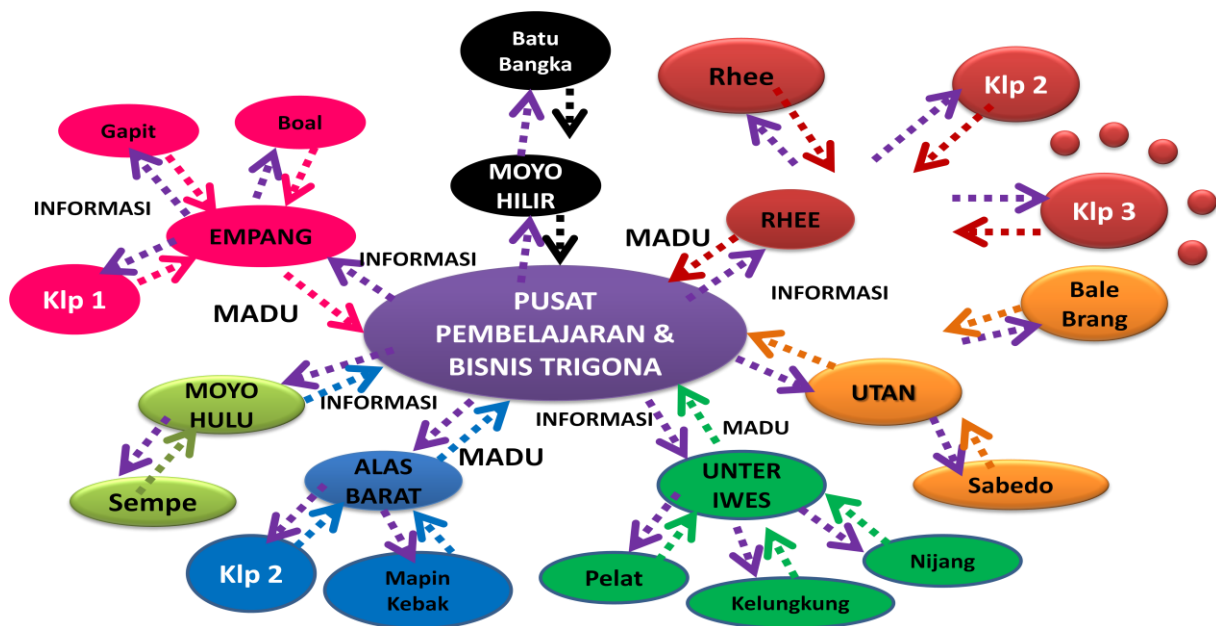 Batu
Bangka
Rhee
Klp 2
Gapit
Boal
MOYO
HILIR
INFORMASI
EMPANG
RHEE
Klp 3
MADU
INFORMASI
INFORMASI
Klp 1
MADU
PUSAT
PEMBELAJARAN &
BISNIS TRIGONA
Bale
Brang
MOYO
HULU
INFORMASI
INFORMASI
MADU
UTAN
Sempe
ALAS
BARAT
MADU
UNTER
IWES
Sabedo
Klp 2
Mapin
Kebak
Pelat
Kelungkung
Nijang